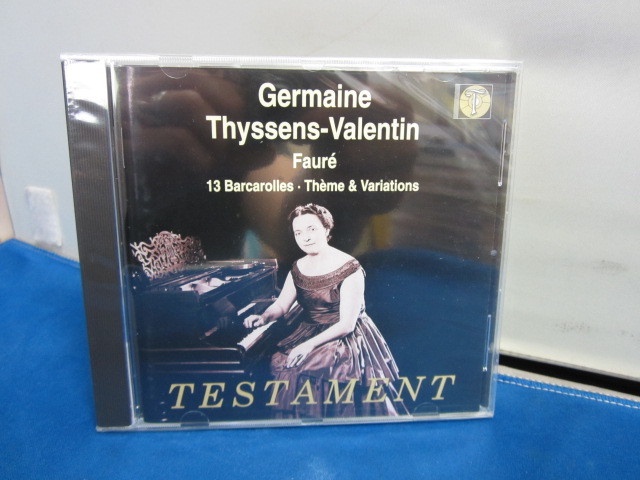 Germaine
Thyssens-Valentin
Fauré
13 Barcarolles · Thème & Variations
T
TESTAMENT